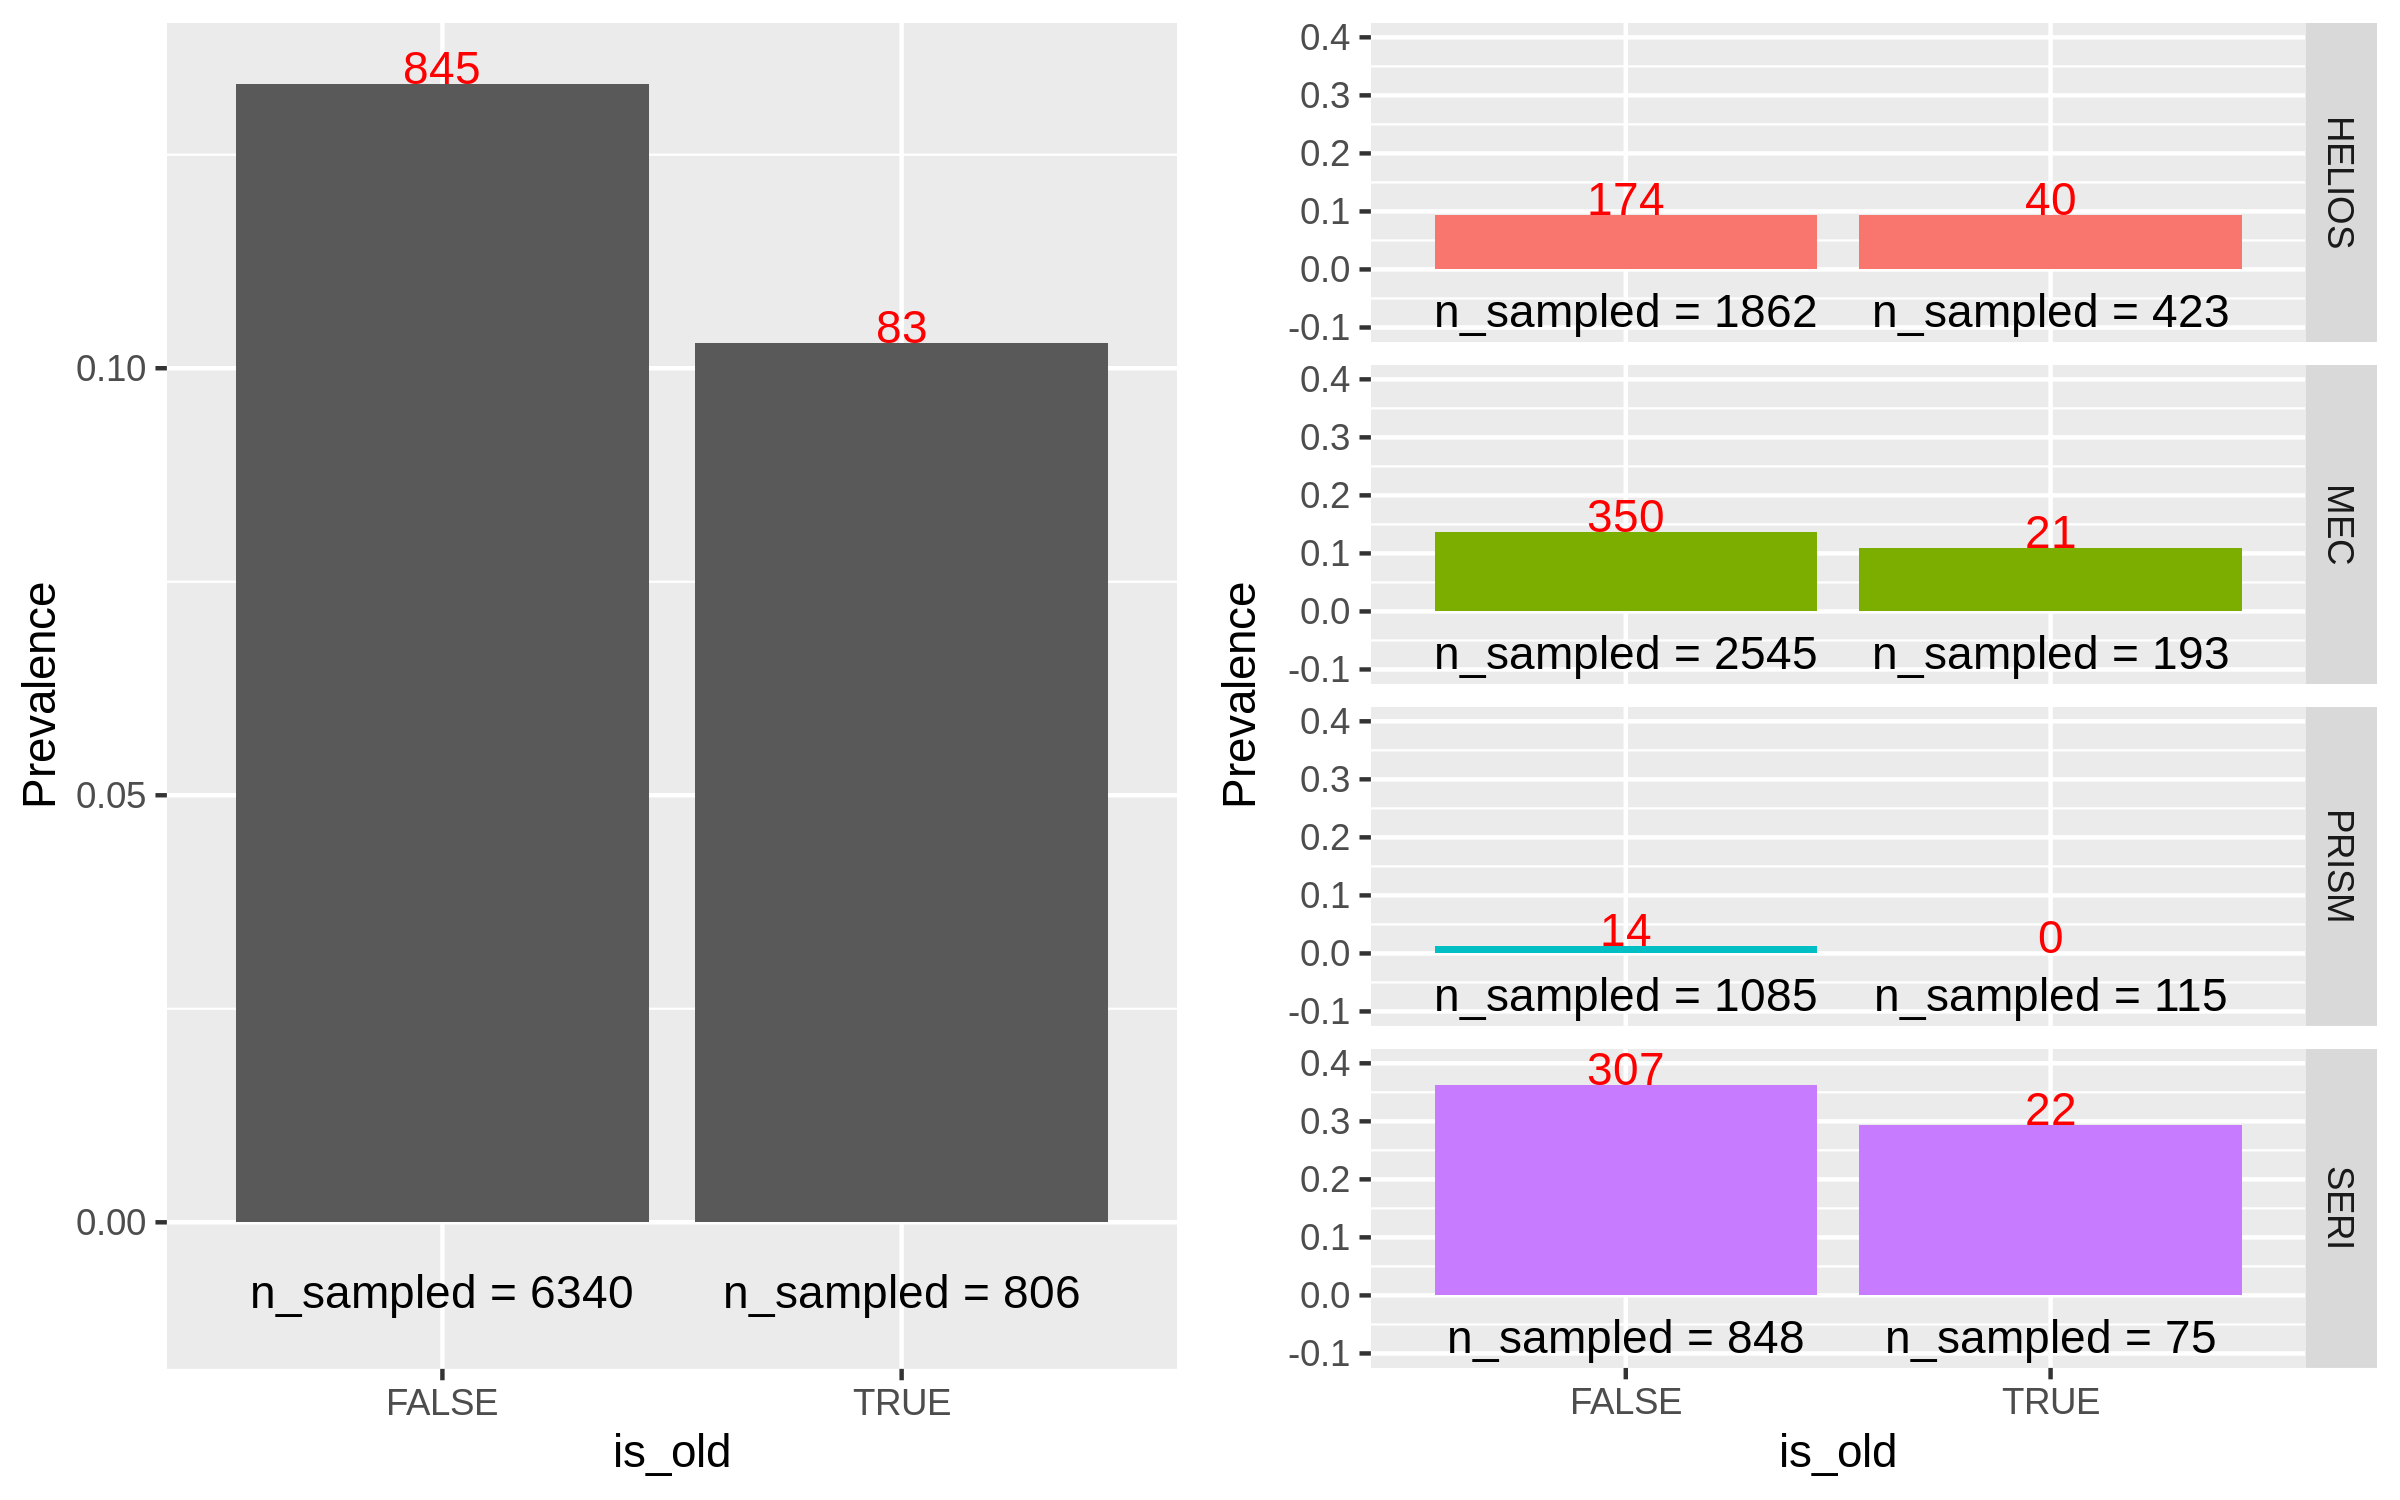 845
83
0.10
0.05
0.00
Prevalence
n_sampled = 6340
n_sampled = 806
FALSE
TRUE
is_old
Prevalence
0.4
0.3
0.2
0.1
0.0
-0.1
174
40
n_sampled = 1862
n_sampled = 423
HELIOS
0.4
0.3
0.2
0.1
0.0
-0.1
350
21
n_sampled = 2545
n_sampled = 193
MEC
0.4
0.3
0.2
0.1
0.0
-0.1
14
0
n_sampled = 1085
n_sampled = 115
PRISM
0.4
0.3
0.2
0.1
0.0
-0.1
307
22
n_sampled = 848
n_sampled = 75
SERI
FALSE
TRUE
is_old